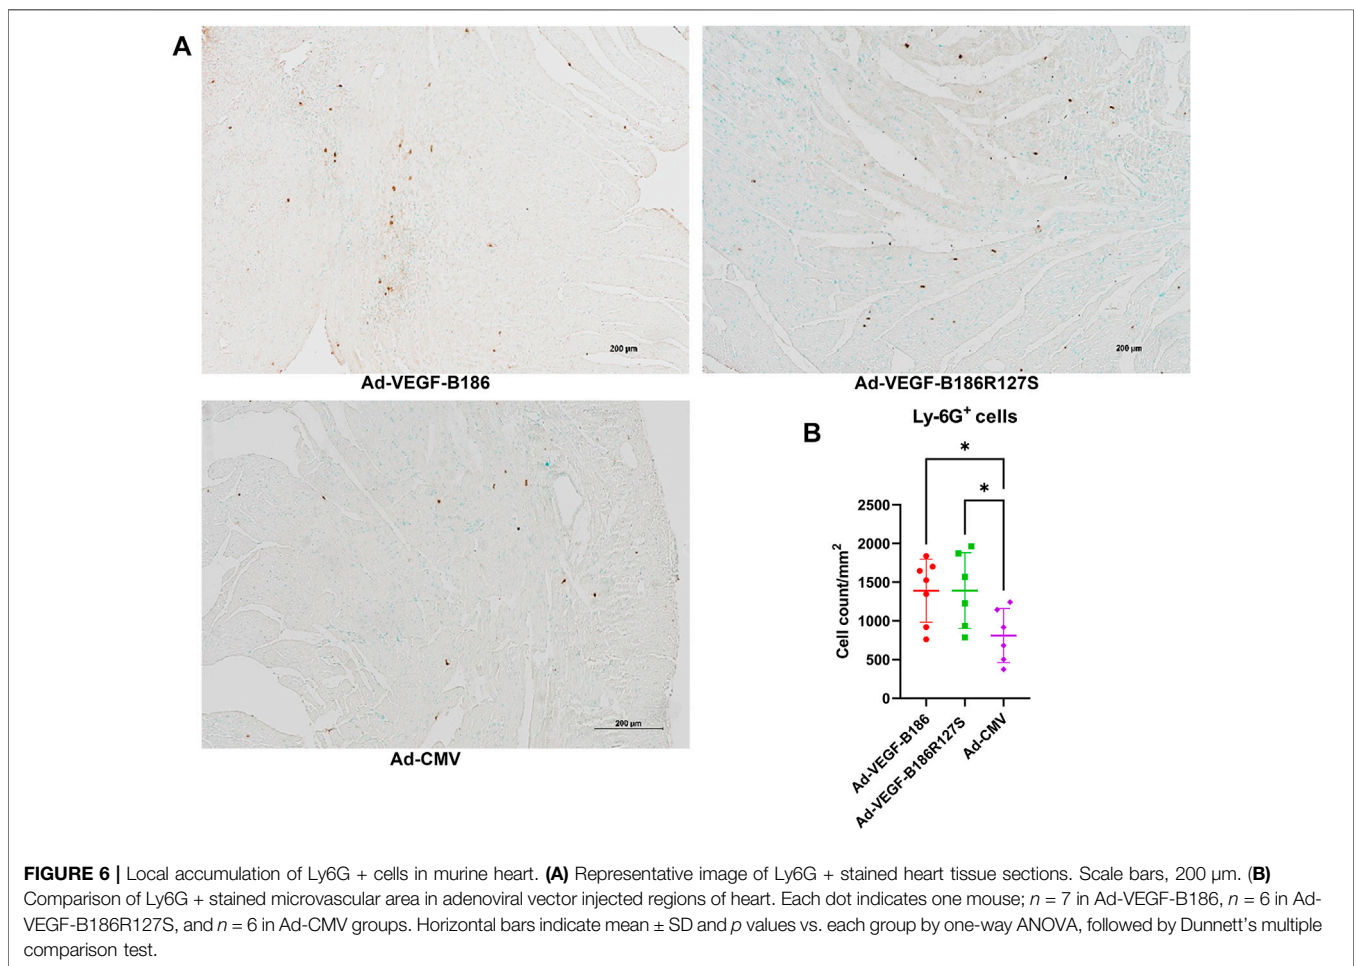 A
200 µm
Ad-VEGF-B186
200 µm
Ad-VEGF-B186R127S
200 µm
Ad-CMV
B
Ly-6G⁺ cells
*
*
2500
2000
1500
1000
500
0
Cell count/mm²
Ad-VEGF-B186
Ad-VEGF-B186R127S
Ad-CMV
FIGURE 6 | Local accumulation of Ly6G + cells in murine heart. (A) Representative image of Ly6G + stained heart tissue sections. Scale bars, 200 µm. (B)
Comparison of Ly6G + stained microvascular area in adenoviral vector injected regions of heart. Each dot indicates one mouse; n = 7 in Ad-VEGF-B186, n = 6 in Ad-
VEGF-B186R127S, and n = 6 in Ad-CMV groups. Horizontal bars indicate mean ± SD and p values vs. each group by one-way ANOVA, followed by Dunnett's multiple
comparison test.